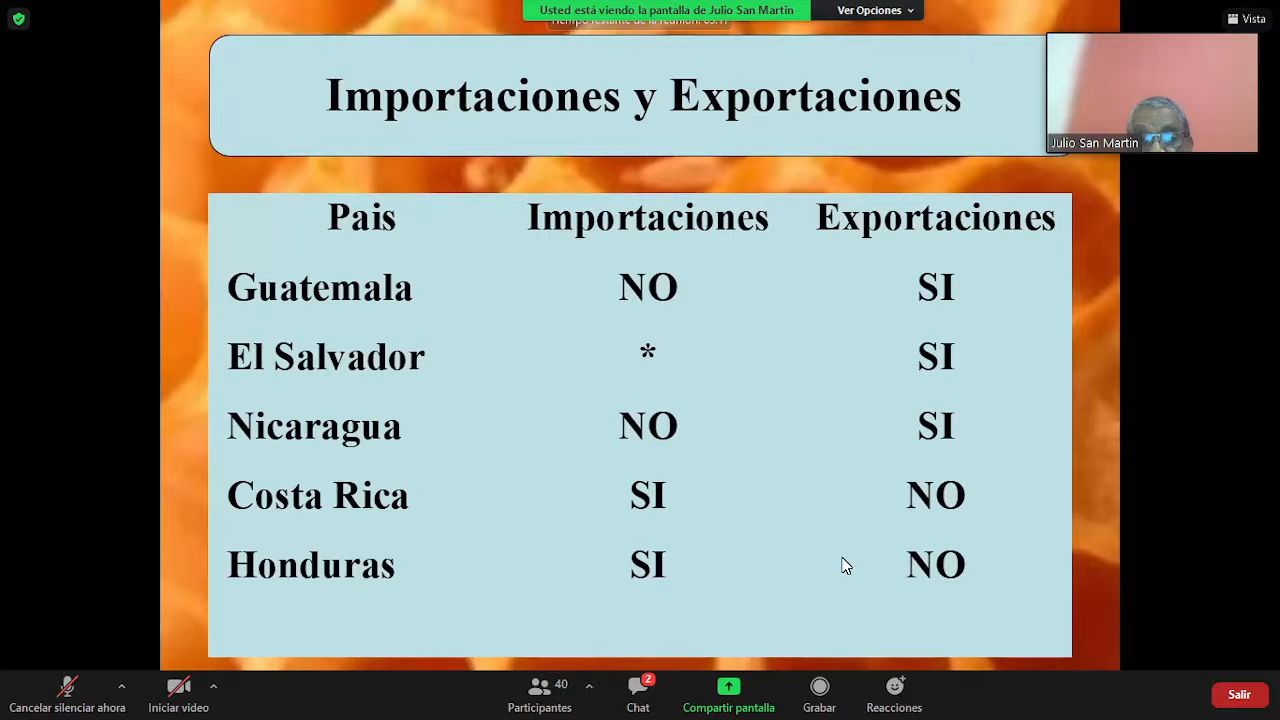 Usted está viendo la pantalla de Julio San Martin
Ver Opciones
Vista
Importaciones y Exportaciones
Julio San Martin
Pais Importaciones Exportaciones
Guatemala NO SI
El Salvador * SI
Nicaragua NO SI
Costa Rica SI NO
Honduras SI NO
40
2
Cancelar silenciar ahora
Iniciar video
Participantes
Chat
Compartir pantalla
Grabar
Reacciones
Salir